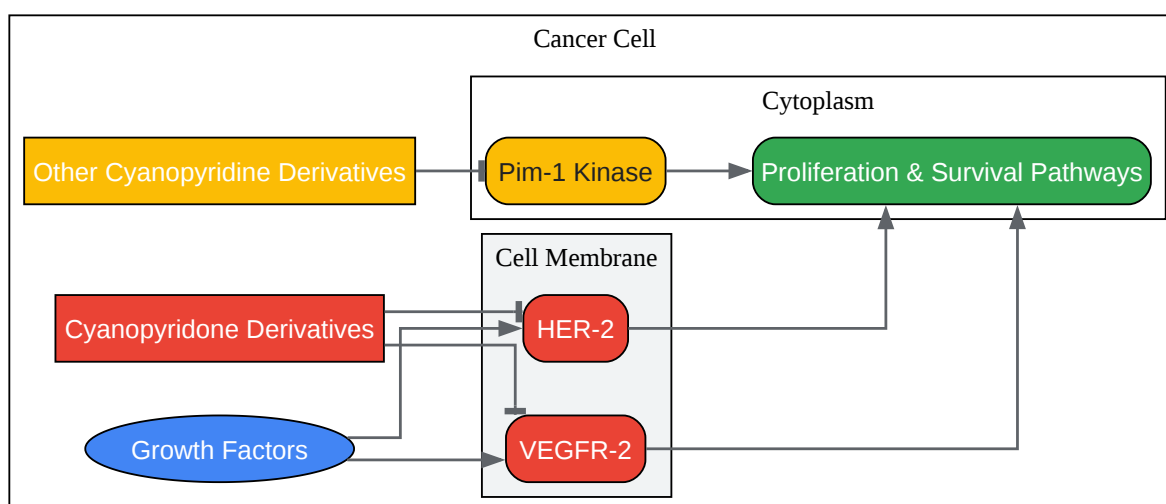 Cancer Cell
Cytoplasm
Other Cyanopyridine Derivatives
Pim-1 Kinase
Proliferation & Survival Pathways
Cell Membrane
Cyanopyridone Derivatives
HER-2
Growth Factors
VEGFR-2